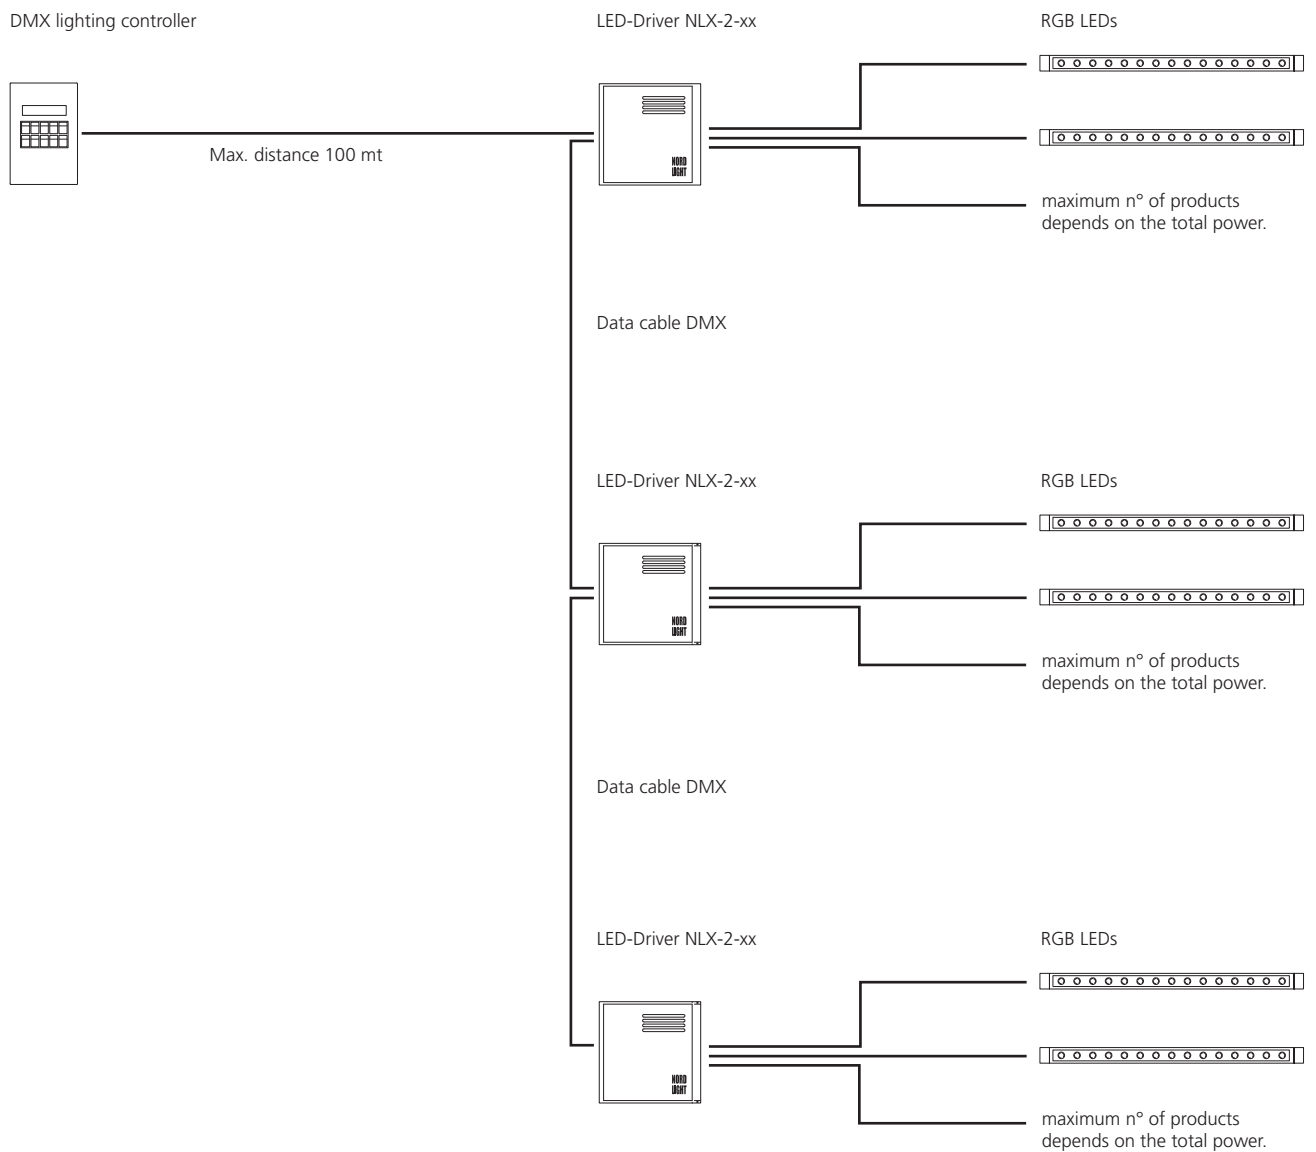 DMX lighting controller
LED-Driver NLX-2-xx
RGB LEDs
Max. distance 100 mt
NORD
LIGHT
maximum n° of products
depends on the total power.
Data cable DMX
LED-Driver NLX-2-xx
RGB LEDs
NORD
LIGHT
maximum n° of products
depends on the total power.
Data cable DMX
LED-Driver NLX-2-xx
RGB LEDs
NORD
LIGHT
maximum n° of products
depends on the total power.